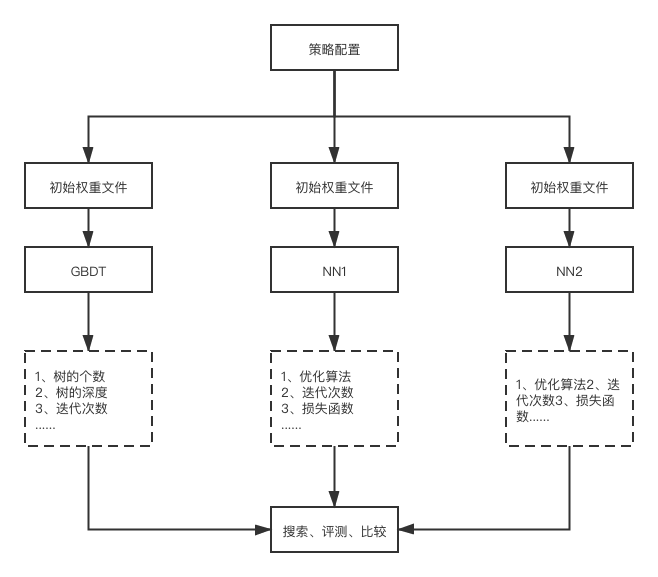 策略配置
初始权重文件
初始权重文件
初始权重文件
GBDT
NN1
NN2
1、树的个数
2、树的深度
3、迭代次数
......
1、优化算法
2、迭代次数
3、损失函数
......
1、优化算法2、迭
代次数3、损失函
数......
搜索、评测、比较